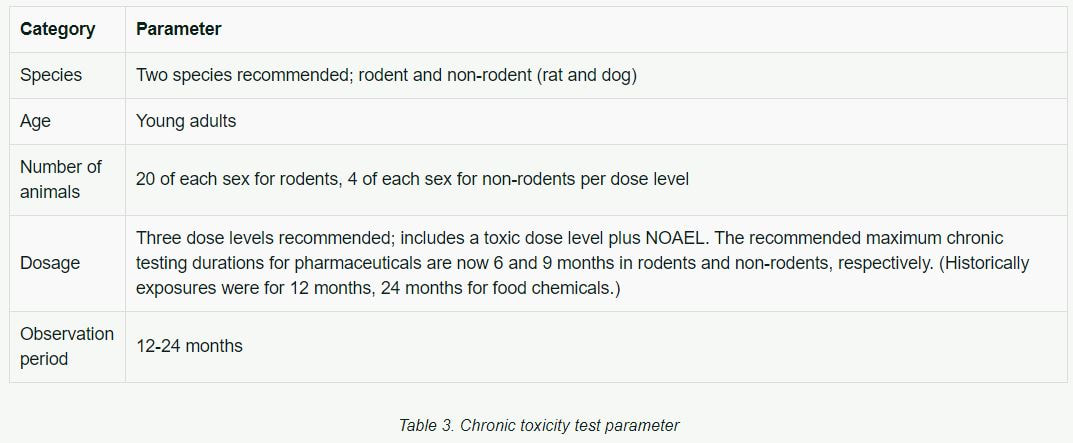 Category Parameter
Species Two species recommended; rodent and non-rodent (rat and dog)
Age Young adults
Number of
animals
20 of each sex for rodents, 4 of each sex for non-rodents per dose level
Dosage
Three dose levels recommended; includes a toxic dose level plus NOAEL. The recommended maximum chronic
testing durations for pharmaceuticals are now 6 and 9 months in rodents and non-rodents, respectively. (Historically
exposures were for 12 months, 24 months for food chemicals.)
Observation
period
12-24 months
Table 3. Chronic toxicity test parameter